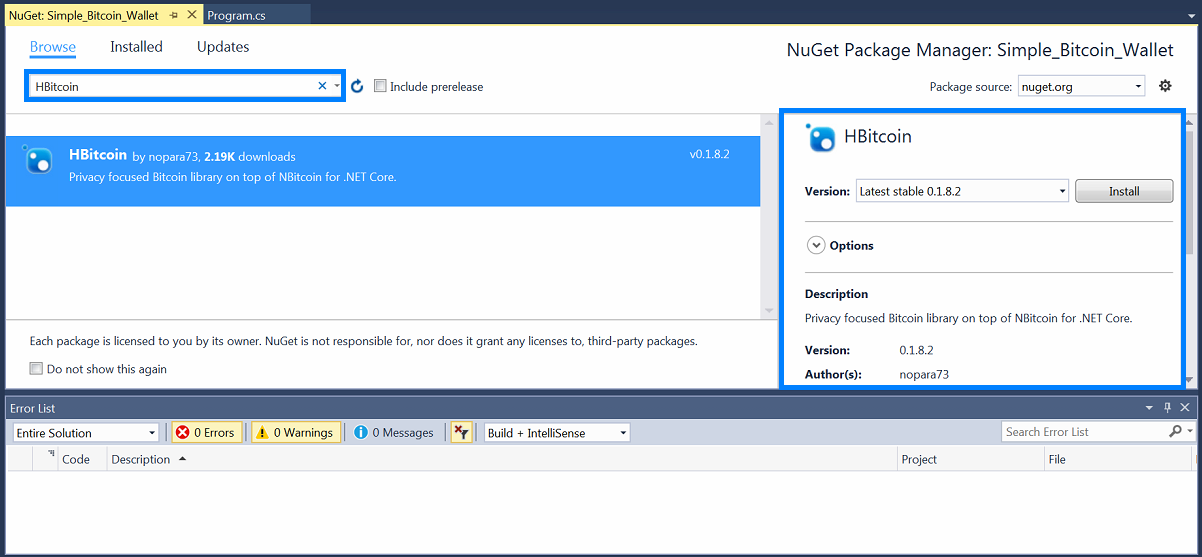 NuGet: Simple_Bitcoin_Wallet Program.cs
Browse Installed Updates
NuGet Package Manager: Simple_Bitcoin_Wallet
HBitcoin Include prerelease
Package source: nuget.org
HBitcoin by nopara73, 2.19K downloads v0.1.8.2
Privacy focused Bitcoin library on top of NBitcoin for .NET Core.
Each package is licensed to you by its owner. NuGet is not responsible for, nor does it grant any licenses to, third-party packages.
Do not show this again
HBitcoin
Version: Latest stable 0.1.8.2 Install
Options
Description
Privacy focused Bitcoin library on top of NBitcoin for .NET Core.
Version: 0.1.8.2
Author(s): nopara73
Error List
Entire Solution 0 Errors 0 Warnings 0 Messages Build + IntelliSense Search Error List
Code Description Project File